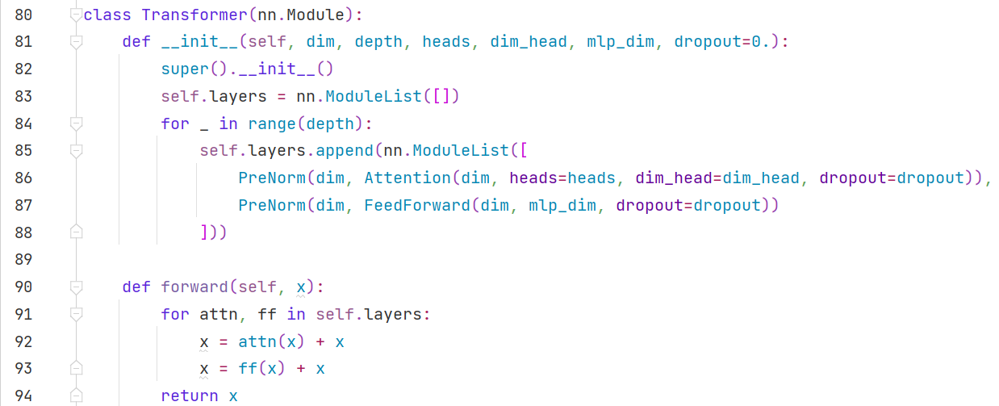 80 class Transformer(nn.Module):
81     def __init__(self, dim, depth, heads, dim_head, mlp_dim, dropout=0.):
82         super().__init__()
83         self.layers = nn.ModuleList([])
84         for _ in range(depth):
85             self.layers.append(nn.ModuleList([
86                 PreNorm(dim, Attention(dim, heads=heads, dim_head=dim_head, dropout=dropout)),
87                 PreNorm(dim, FeedForward(dim, mlp_dim, dropout=dropout))
88             ]))
89
90     def forward(self, x):
91         for attn, ff in self.layers:
92             x = attn(x) + x
93             x = ff(x) + x
94         return x